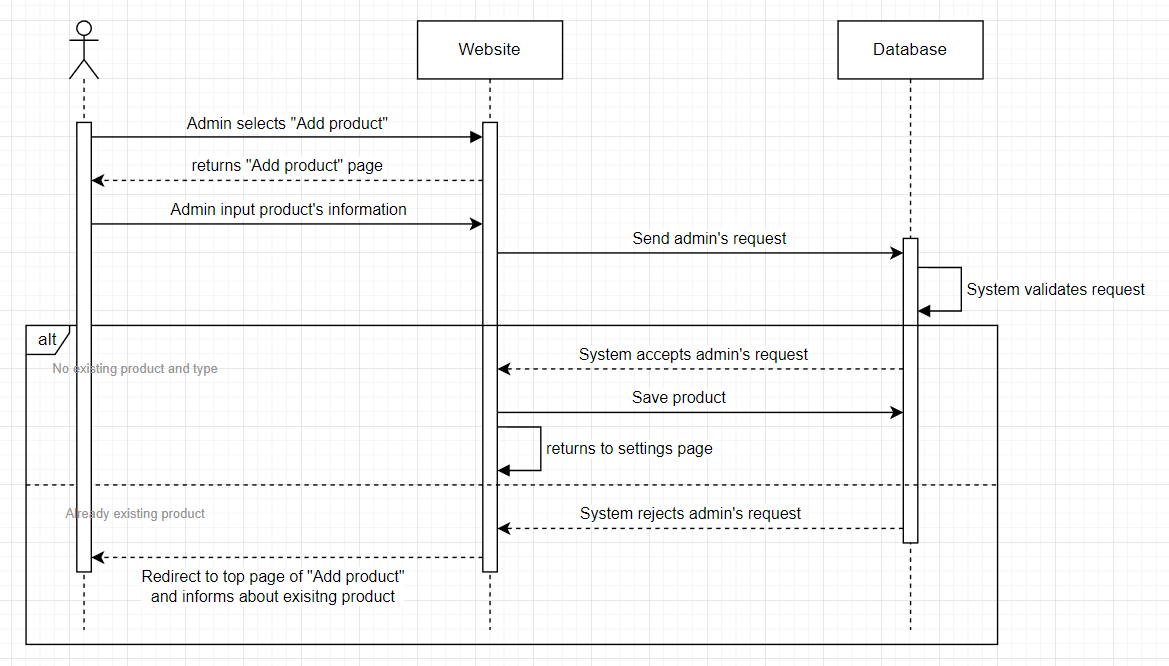 Website
Database
Admin selects "Add product"
returns "Add product" page
Admin input product's information
Send admin's request
System validates request
alt
No existing product and type
System accepts admin's request
Save product
returns to settings page
Already existing product
System rejects admin's request
Redirect to top page of "Add product"
and informs about exisitng product